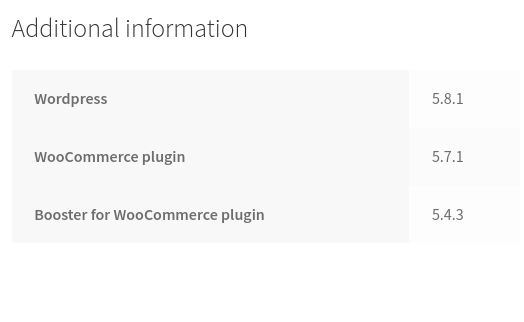 Additional information
Wordpress 5.8.1
WooCommerce plugin 5.7.1
Booster for WooCommerce plugin 5.4.3